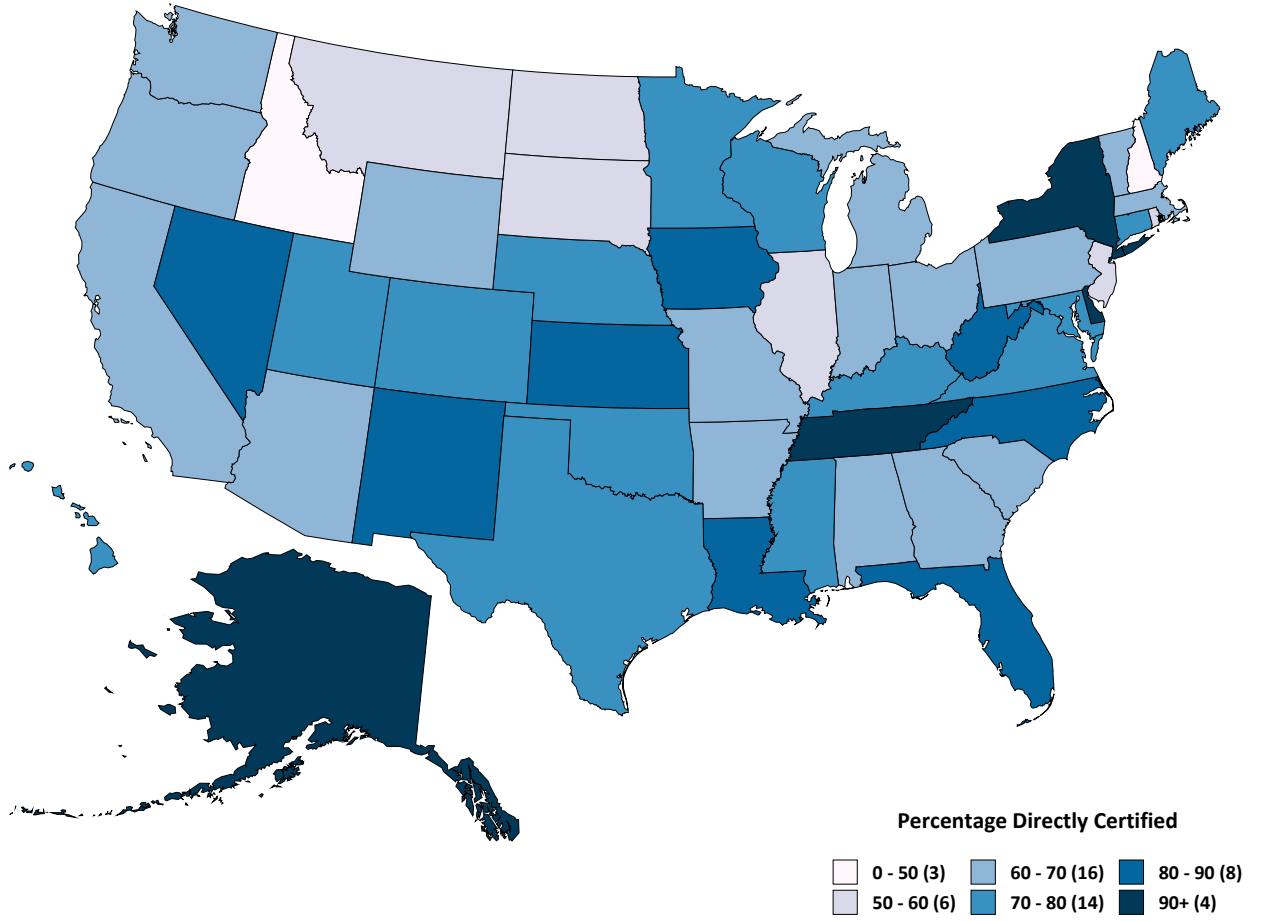 Percentage Directly Certified
0 - 50 (3) 60 - 70 (16) 80 - 90 (8)
50 - 60 (6) 70 - 80 (14) 90+ (4)